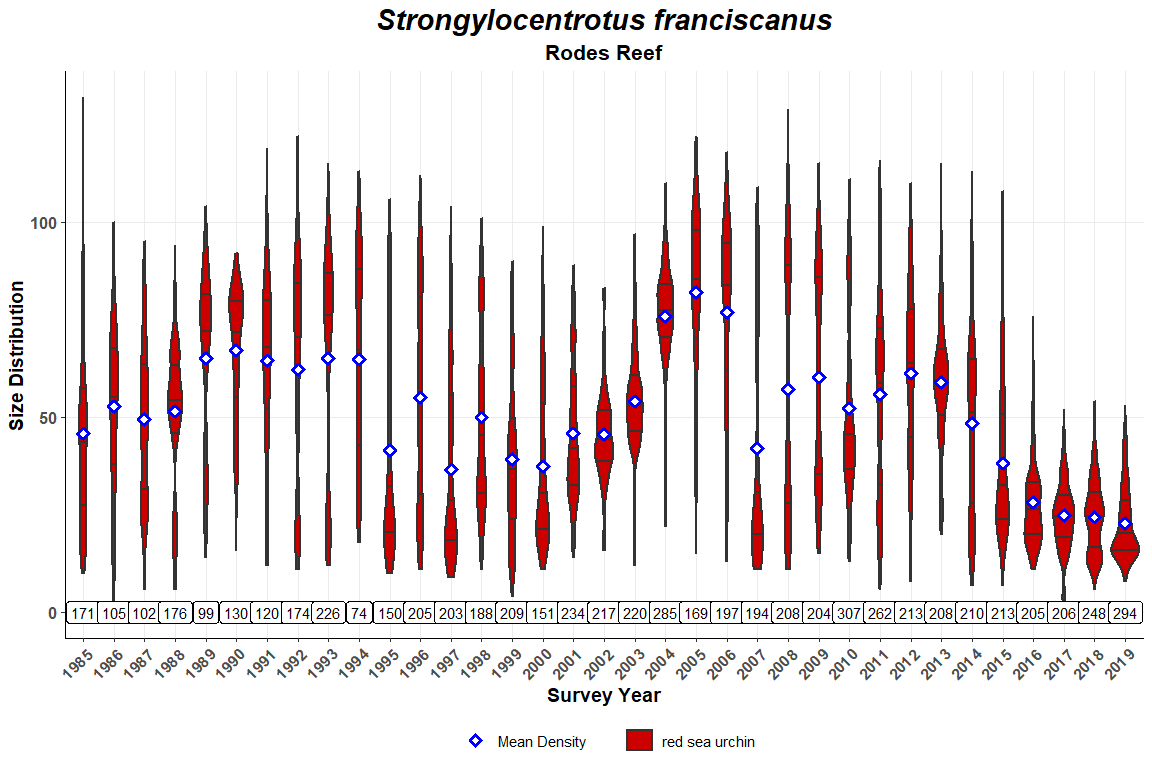 Strongylocentrotus franciscanus
Rodes Reef
Size Distribution
100
50
0
171 105 102 176 99 130 120 174 226 74 150 205 203 188 209 151 234 217 220 285 169 197 194 208 204 307 262 213 208 210 213 205 206 248 294
1985 1986 1987 1988 1989 1990 1991 1992 1993 1994 1995 1996 1997 1998 1999 2000 2001 2002 2003 2004 2005 2006 2007 2008 2009 2010 2011 2012 2013 2014 2015 2016 2017 2018 2019
Survey Year
Mean Density red sea urchin